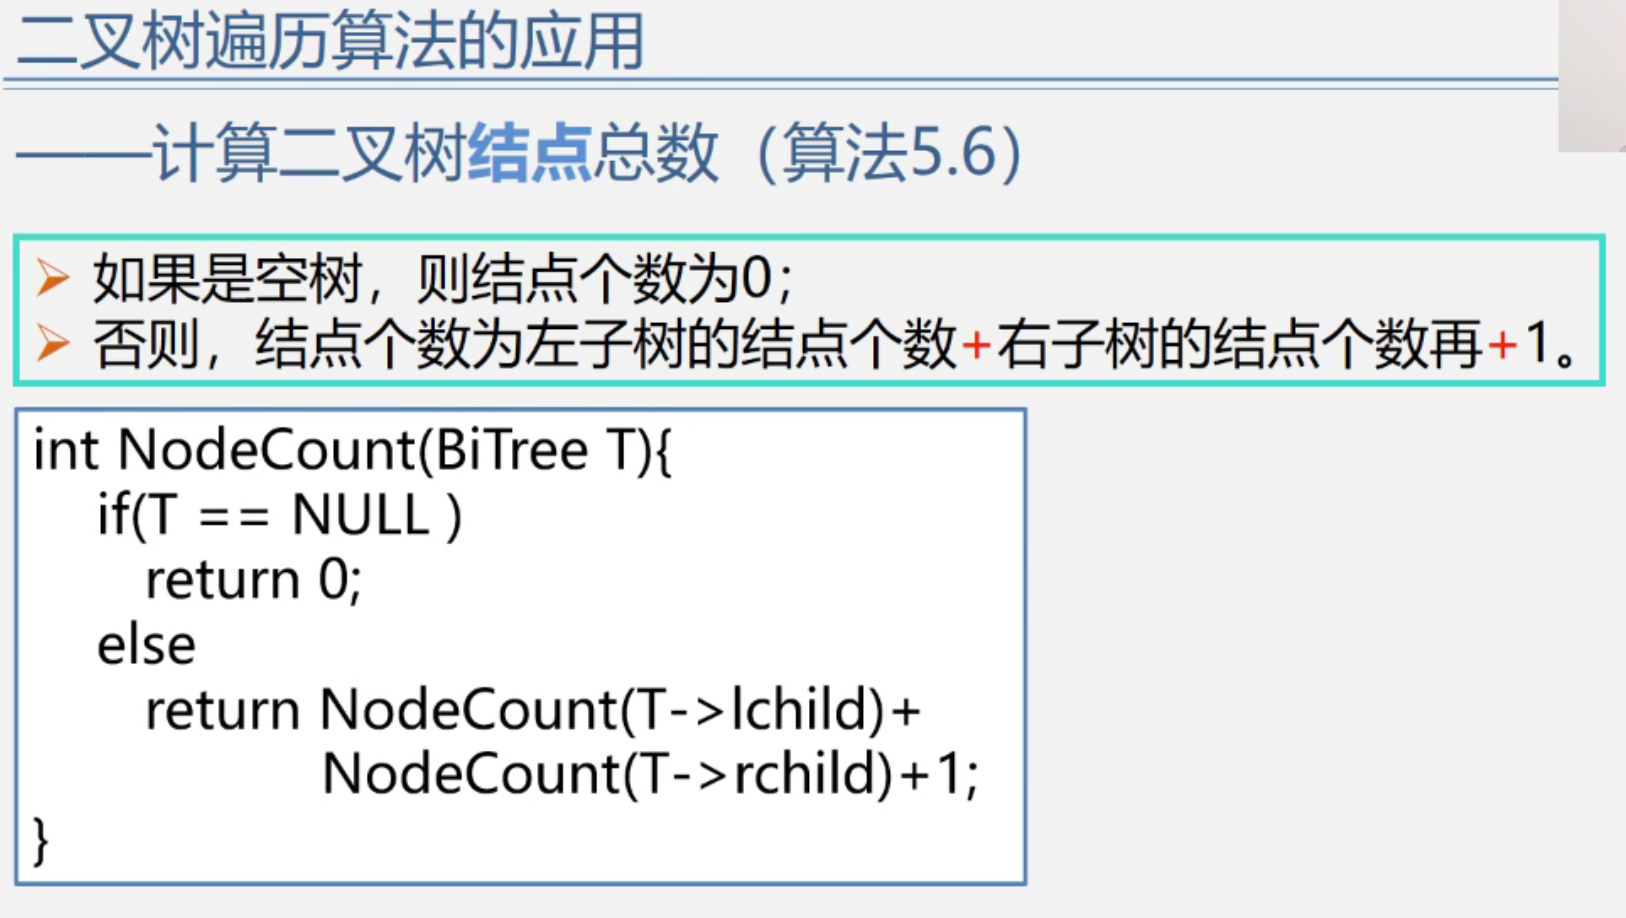 二叉树遍历算法的应用
——计算二叉树结点总数（算法5.6）
如果是空树，则结点个数为0；
否则，结点个数为左子树的结点个数+右子树的结点个数再+1。
int NodeCount(BiTree T){
if(T == NULL )
return 0;
else
return NodeCount(T->lchild)+
NodeCount(T->rchild)+1;
}